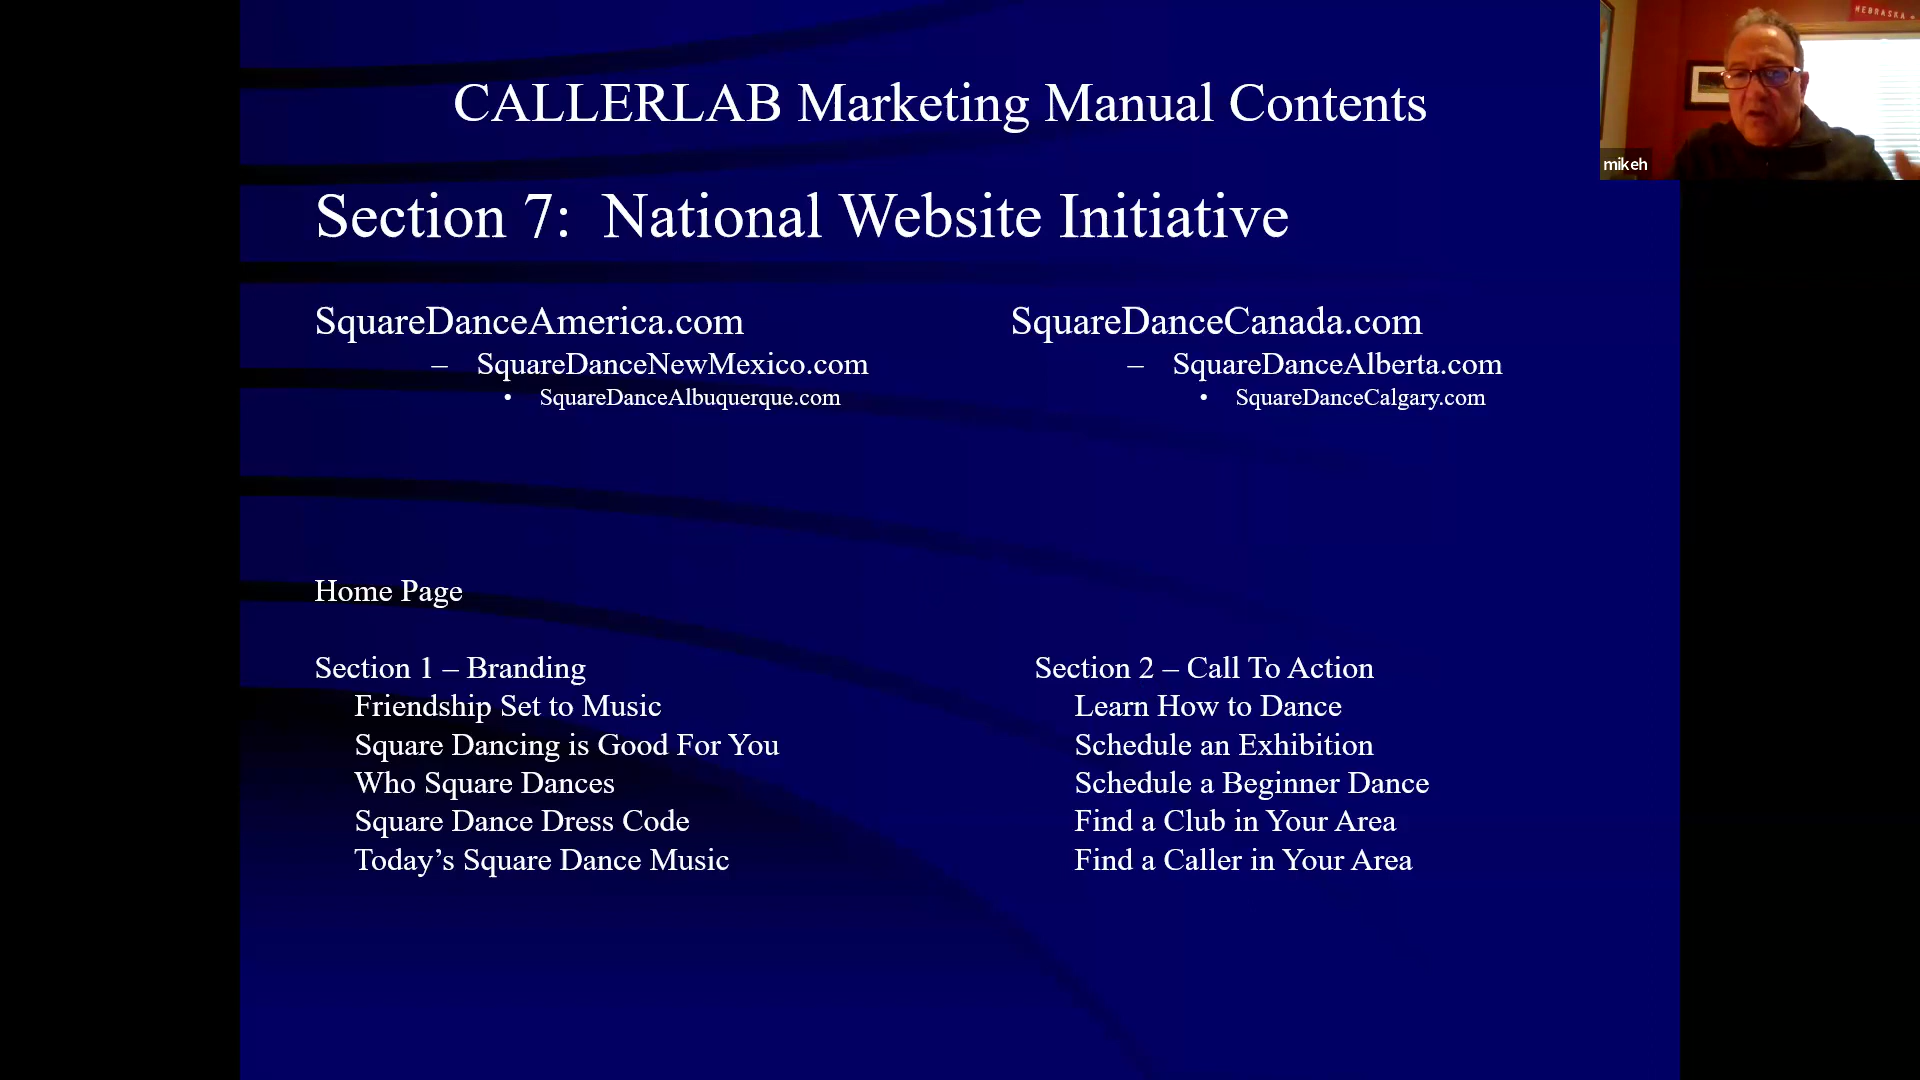 CALLERLAB Marketing Manual Contents
NEBRASKA
mikeh
Section 7: National Website Initiative
SquareDanceAmerica.com
– SquareDanceNewMexico.com
• SquareDanceAlbuquerque.com
SquareDanceCanada.com
– SquareDanceAlberta.com
• SquareDanceCalgary.com
Home Page
Section 1 – Branding
Friendship Set to Music
Square Dancing is Good For You
Who Square Dances
Square Dance Dress Code
Today’s Square Dance Music
Section 2 – Call To Action
Learn How to Dance
Schedule an Exhibition
Schedule a Beginner Dance
Find a Club in Your Area
Find a Caller in Your Area